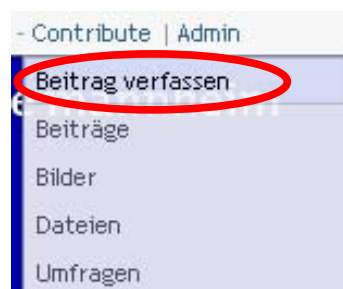 - Contribute | Admin
Beitrag verfassen
Beiträge
Bilder
Dateien
Umfragen